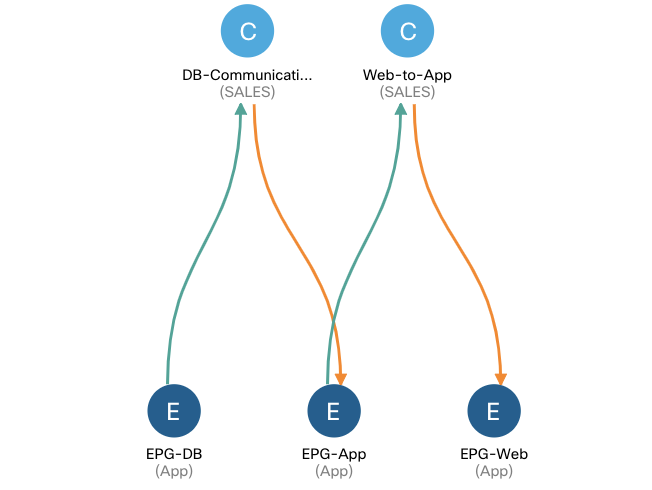 C
C
DB-Communicati...
Web-to-App
(SALES)
(SALES)
E
E
E
EPG-DB
EPG-App
EPG-Web
(App)
(App)
(App)